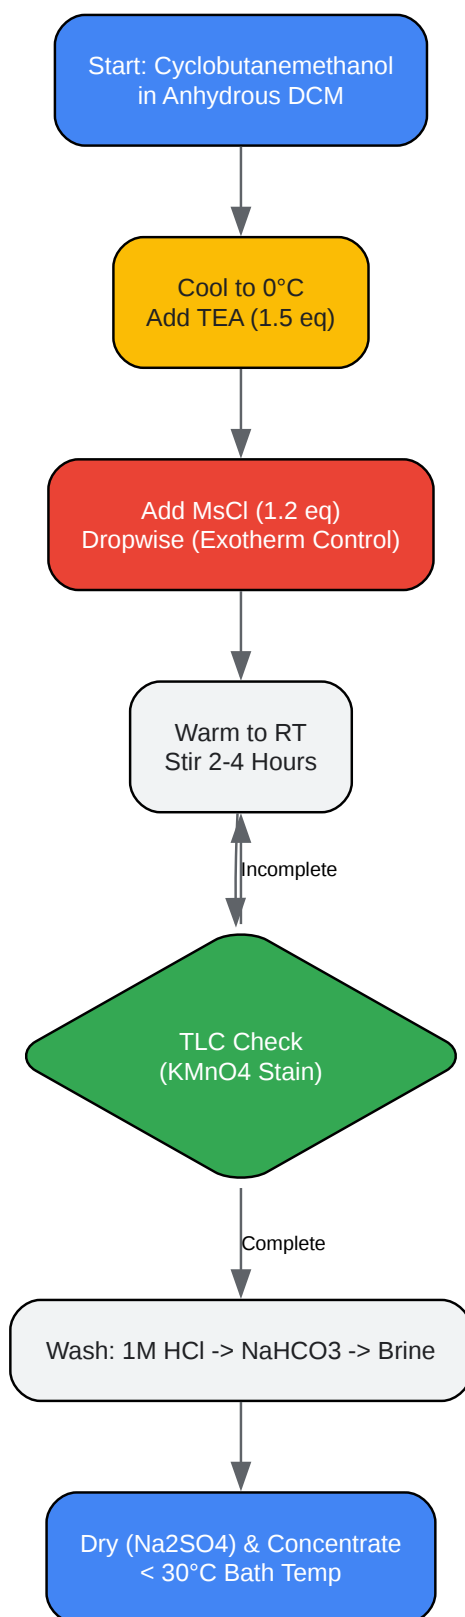 Start: Cyclobutanemethanol
in Anhydrous DCM
Cool to 0°C
Add TEA (1.5 eq)
Add MsCl (1.2 eq)
Dropwise (Exotherm Control)
Warm to RT
Stir 2-4 Hours
Incomplete
TLC Check
(KMnO4 Stain)
Complete
Wash: 1M HCl -> NaHCO3 -> Brine
Dry (Na2SO4) & Concentrate
< 30°C Bath Temp